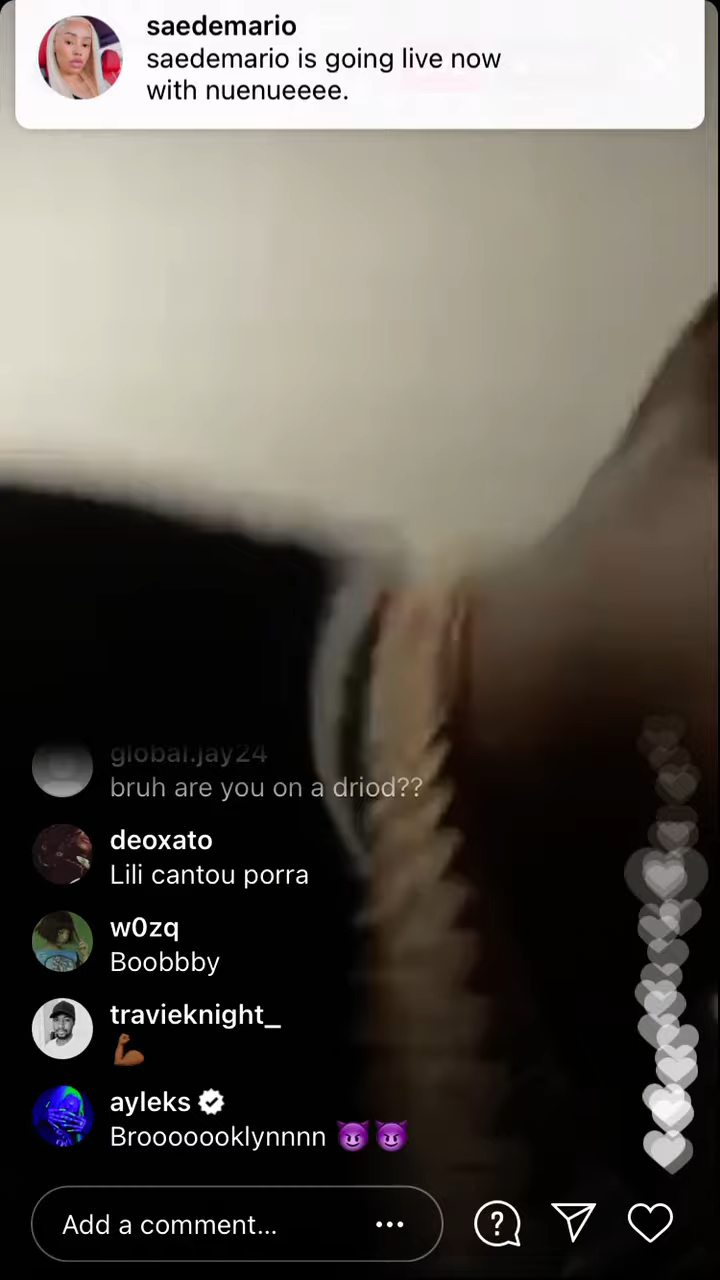 saedemario
saedemario is going live now
with nuenueeee.
global.jay24
bruh are you on a driod??
deoxato
Lili cantou porra
w0zq
Boobbby
travieknight_
💪🏾
ayleks
Brooooooklynnnn 😈😈
Add a comment...